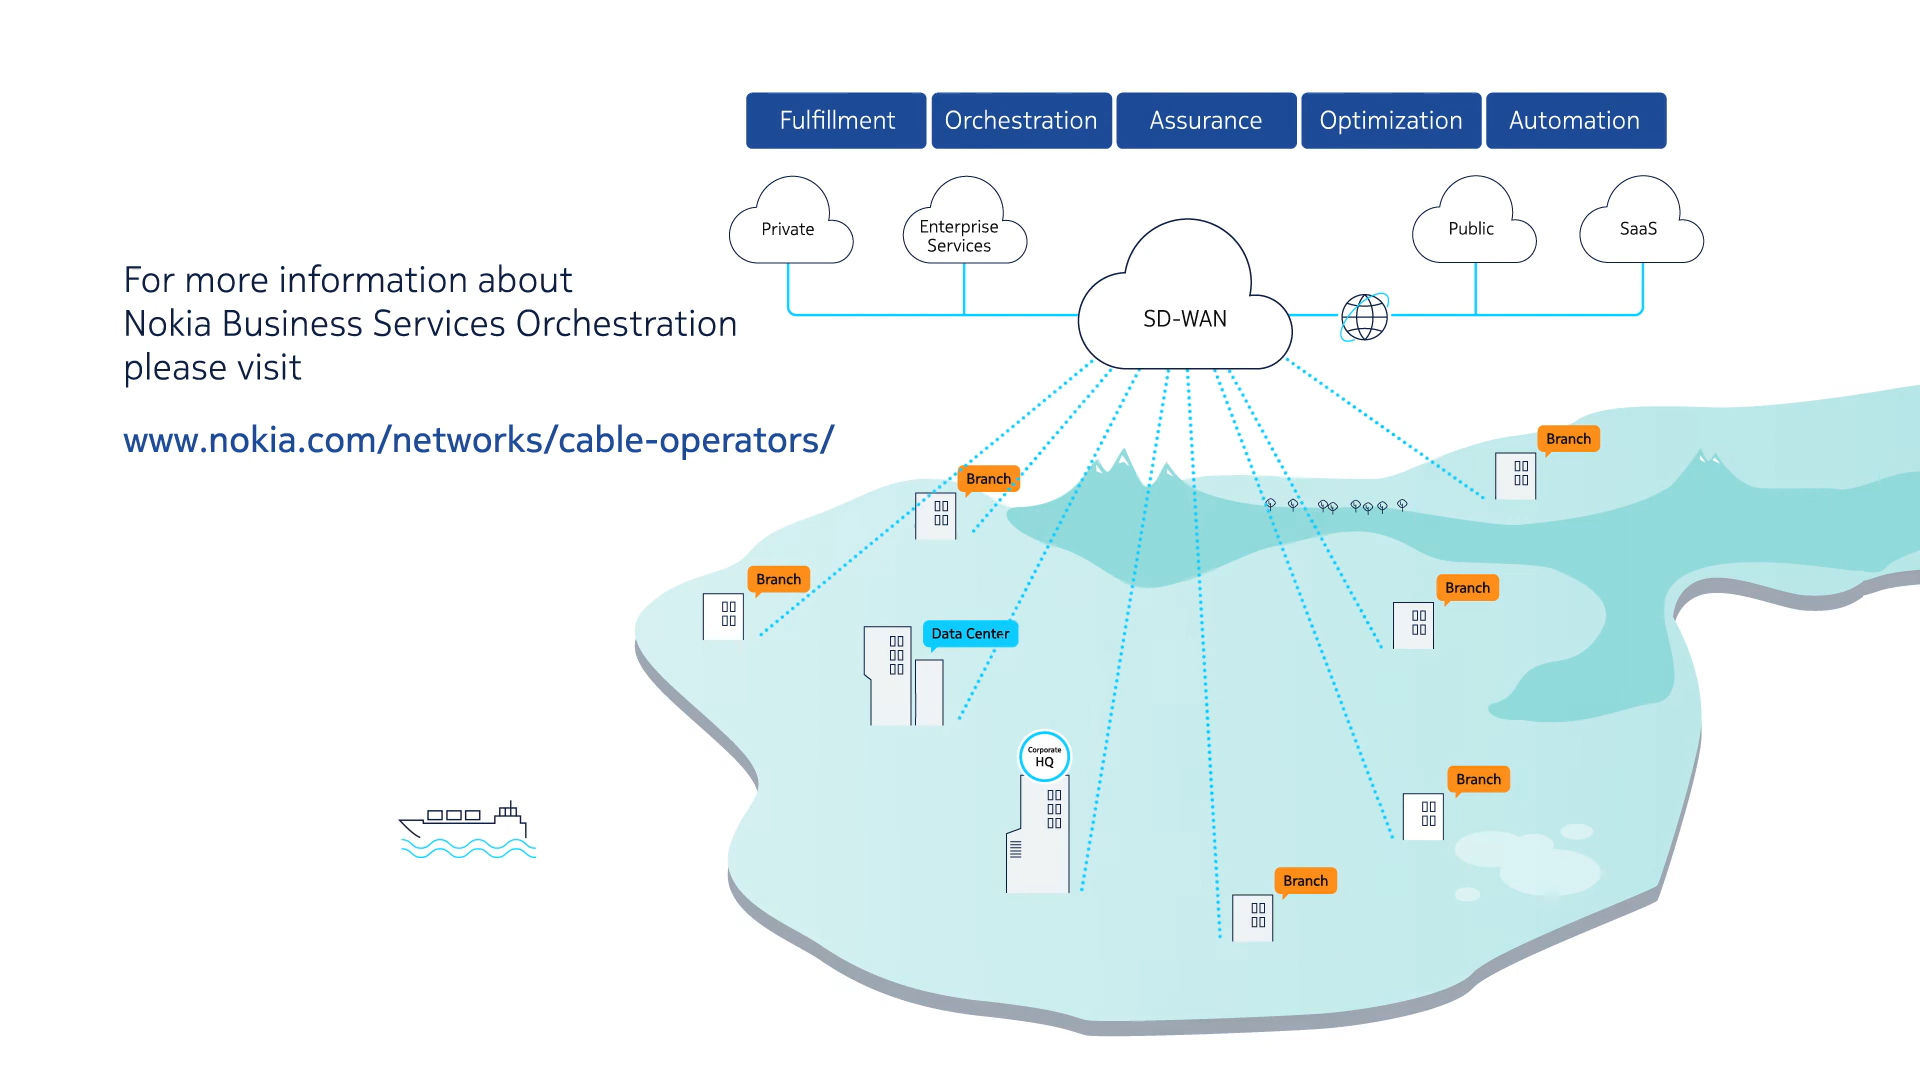 Fulfillment
Orchestration
Assurance
Optimization
Automation
Private
Enterprise
Services
Public
SaaS
SD-WAN
For more information about
Nokia Business Services Orchestration
please visit
www.nokia.com/networks/cable-operators/
Branch
Branch
Branch
Branch
Data Center
Corporate
HQ
Branch
Branch